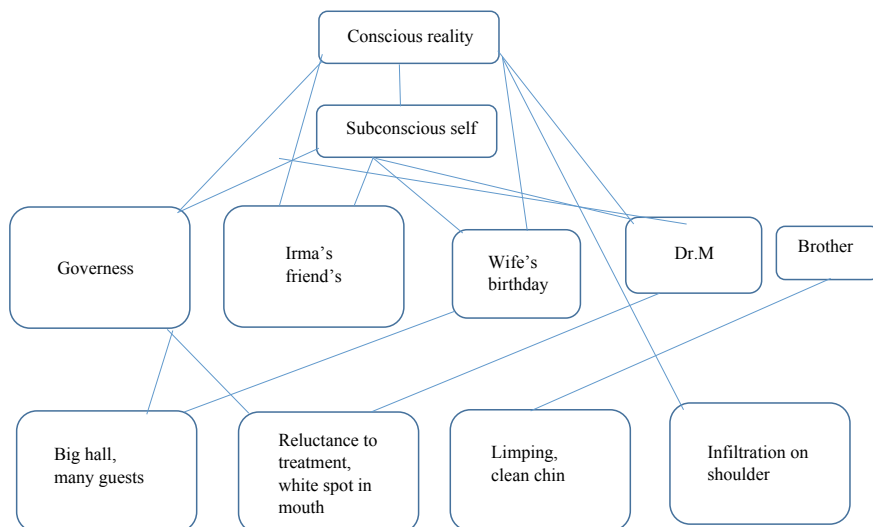 Conscious reality
Subconscious self
Governess
Irma’s
friend’s
Wife’s
birthday
Dr.M
Brother
Big hall,
many guests
Reluctance to
treatment,
white spot in
mouth
Limping,
clean chin
Infiltration on
shoulder